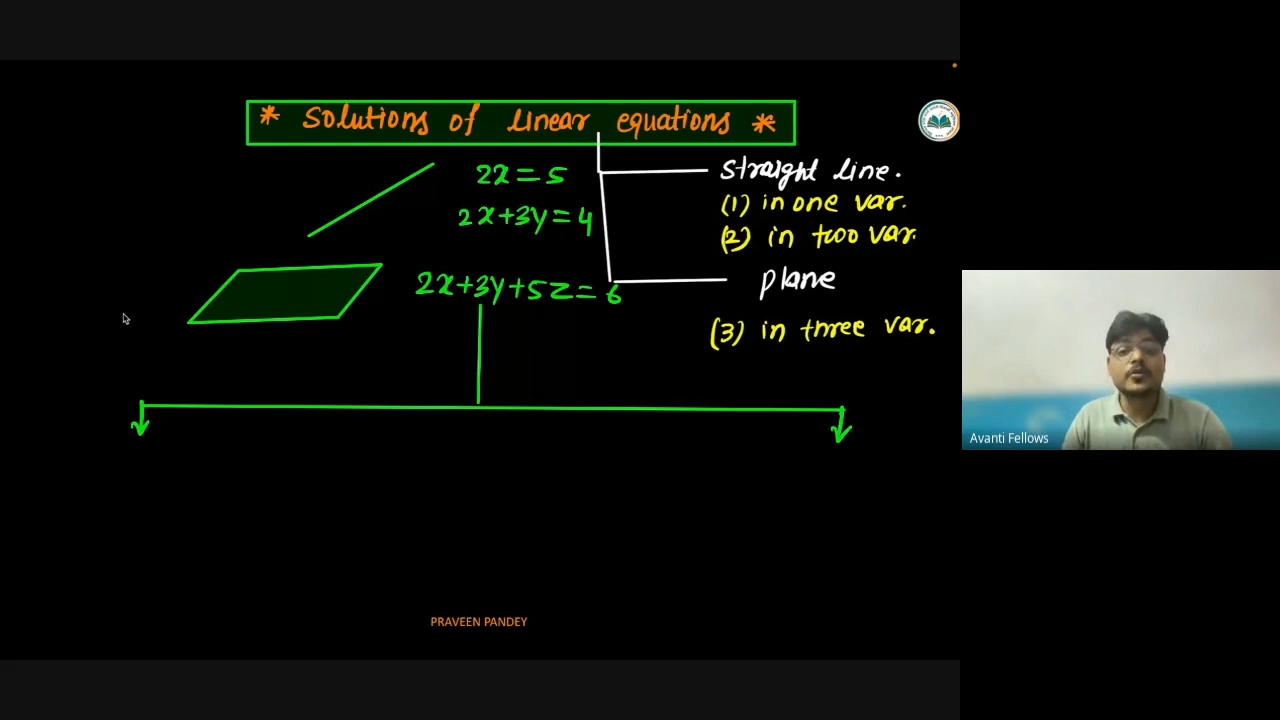 * Solutions of linear equations *
2x = 5
2x+3y = 4
2x+3y+5z = 6
straight line.
(1) in one var.
(2) in two var.
plane
(3) in three var.
Avanti Fellows
PRAVEEN PANDEY